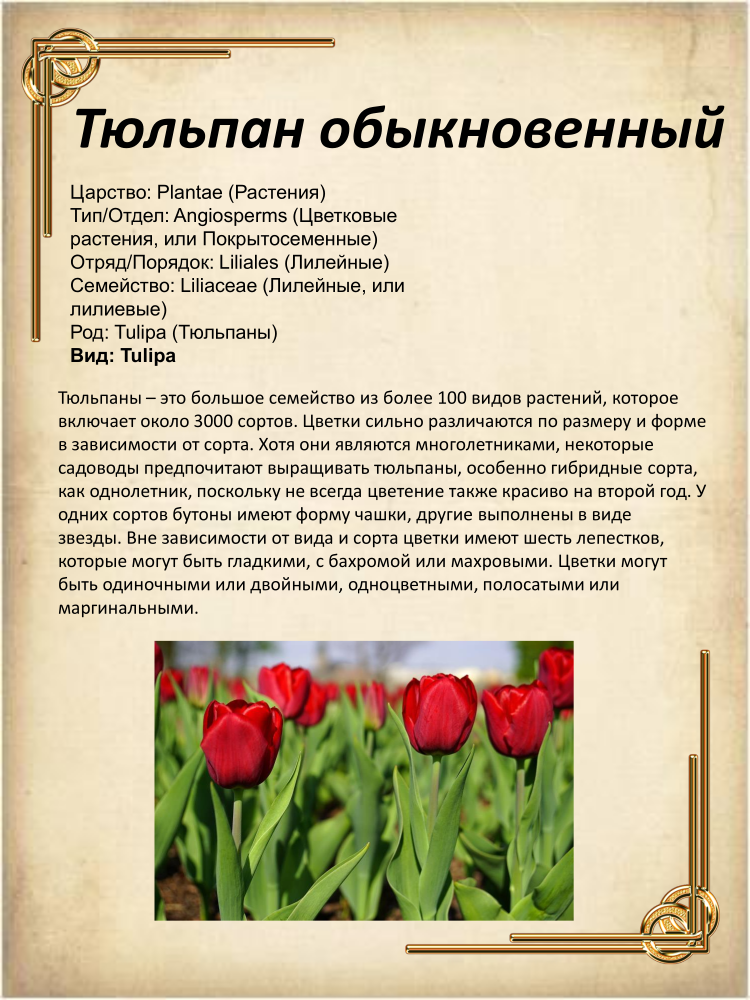 Тюльпан обыкновенный
Царство: Plantae (Растения)
Тип/Отдел: Angiosperms (Цветковые
растения, или Покрытосеменные)
Отряд/Порядок: Liliales (Лилейные)
Семейство: Liliaceae (Лилейные, или
лилиевые)
Род: Tulipa (Тюльпаны)
Вид: Tulipa
Тюльпаны – это большое семейство из более 100 видов растений, которое
включает около 3000 сортов. Цветки сильно различаются по размеру и форме
в зависимости от сорта. Хотя они являются многолетниками, некоторые
садоводы предпочитают выращивать тюльпаны, особенно гибридные сорта,
как однолетник, поскольку не всегда цветение также красиво на второй год. У
одних сортов бутоны имеют форму чашки, другие выполнены в виде
звезды. Вне зависимости от вида и сорта цветки имеют шесть лепестков,
которые могут быть гладкими, с бахромой или махровыми. Цветки могут
быть одиночными или двойными, одноцветными, полосатыми или
маргинальными.